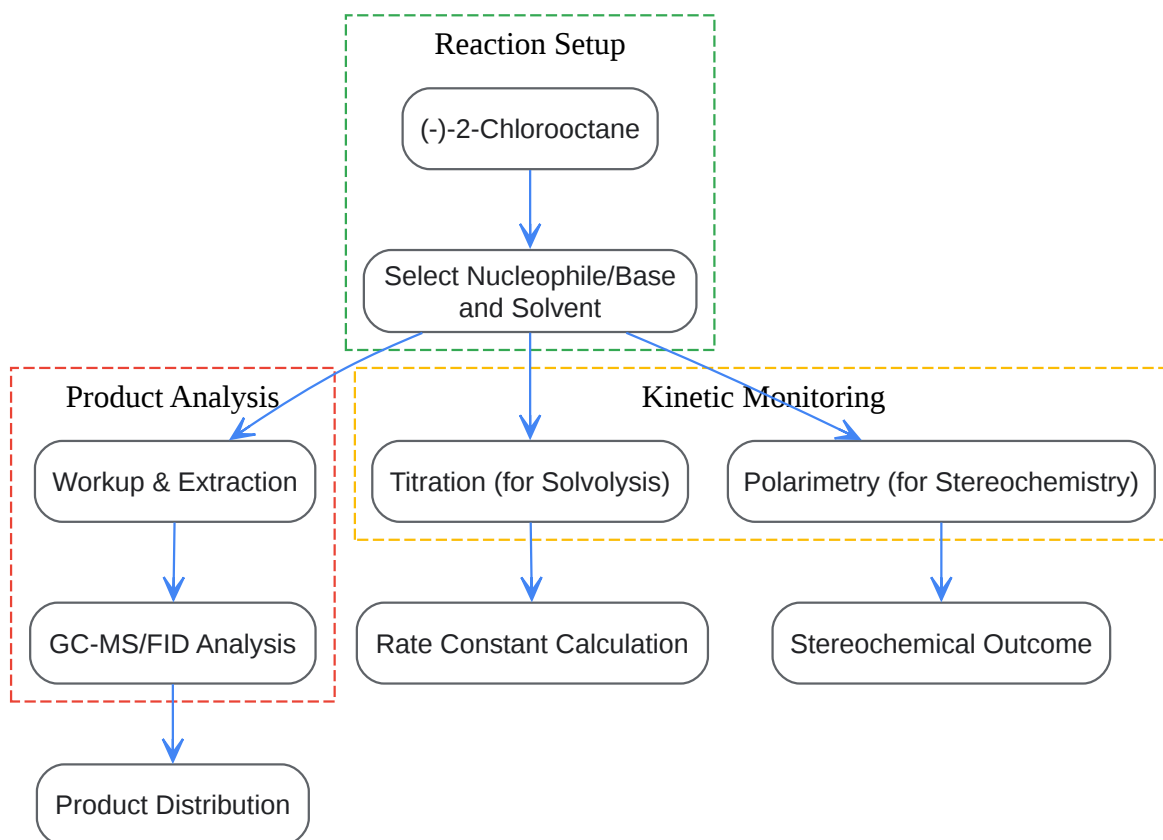 Reaction Setup
(-)-2-Chlorooctane
Select Nucleophile/Base
and Solvent
Product Analysis
Kinetic Monitoring
Workup & Extraction
Titration (for Solvolysis)
Polarimetry (for Stereochemistry)
GC-MS/FID Analysis
Rate Constant Calculation
Stereochemical Outcome
Product Distribution